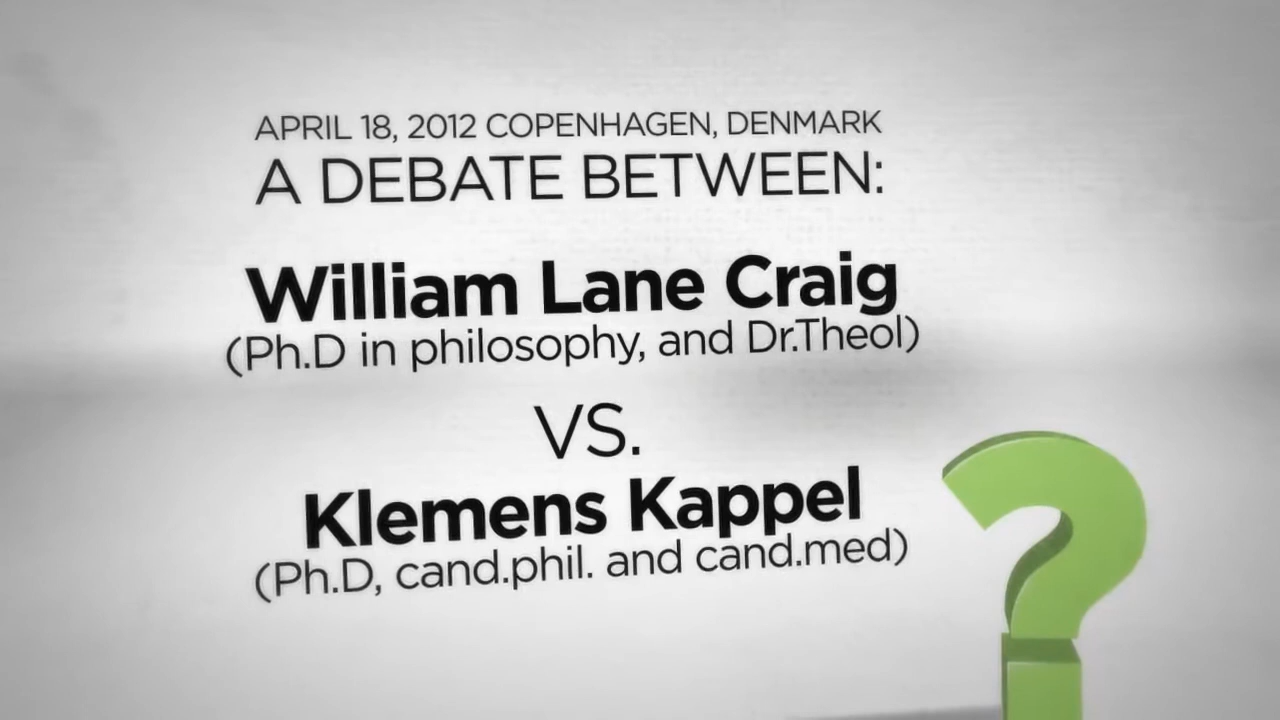 APRIL 18, 2012 COPENHAGEN, DENMARK
A DEBATE BETWEEN:
William Lane Craig
(Ph.D in philosophy, and Dr.Theol)
VS.
Klemens Kappel
(Ph.D, cand.phil. and cand.med)
?